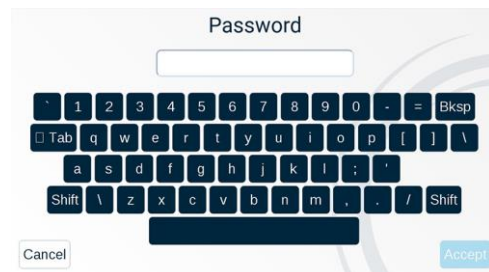 Password
` 1 2 3 4 5 6 7 8 9 0 - = Bksp
Tab q w e r t y u i o p [ ] \
a s d f g h j k l ; '
Shift \ z x c v b n m , . / Shift
Cancel Accept